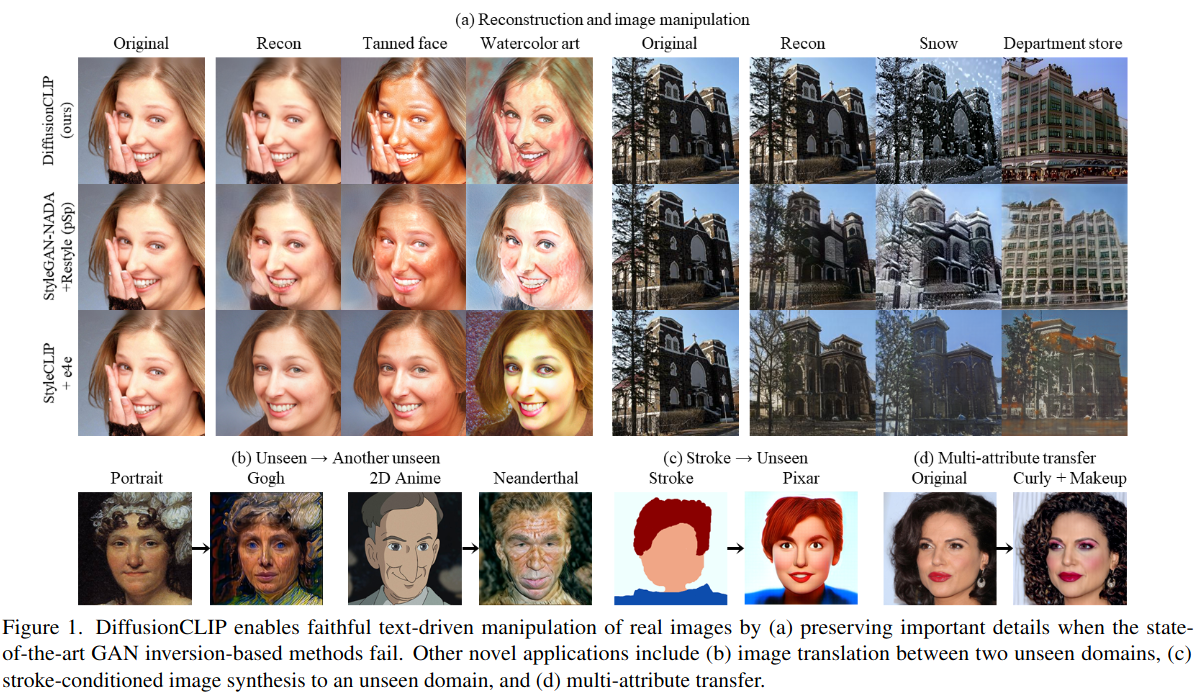 (a) Reconstruction and image manipulation
Original Recon Tanned face Watercolor art Original Recon Snow Department store
DiffusionCLIP
(ours)
StyleGAN-NADA
+Restyle (pSp)
StyleCLIP
+ e4e
(b) Unseen → Another unseen (c) Stroke → Unseen (d) Multi-attribute transfer
Portrait Gogh 2D Anime Neanderthal Stroke Pixar Original Curly + Makeup
Figure 1. DiffusionCLIP enables faithful text-driven manipulation of real images by (a) preserving important details when the state-
of-the-art GAN inversion-based methods fail. Other novel applications include (b) image translation between two unseen domains, (c)
stroke-conditioned image synthesis to an unseen domain, and (d) multi-attribute transfer.